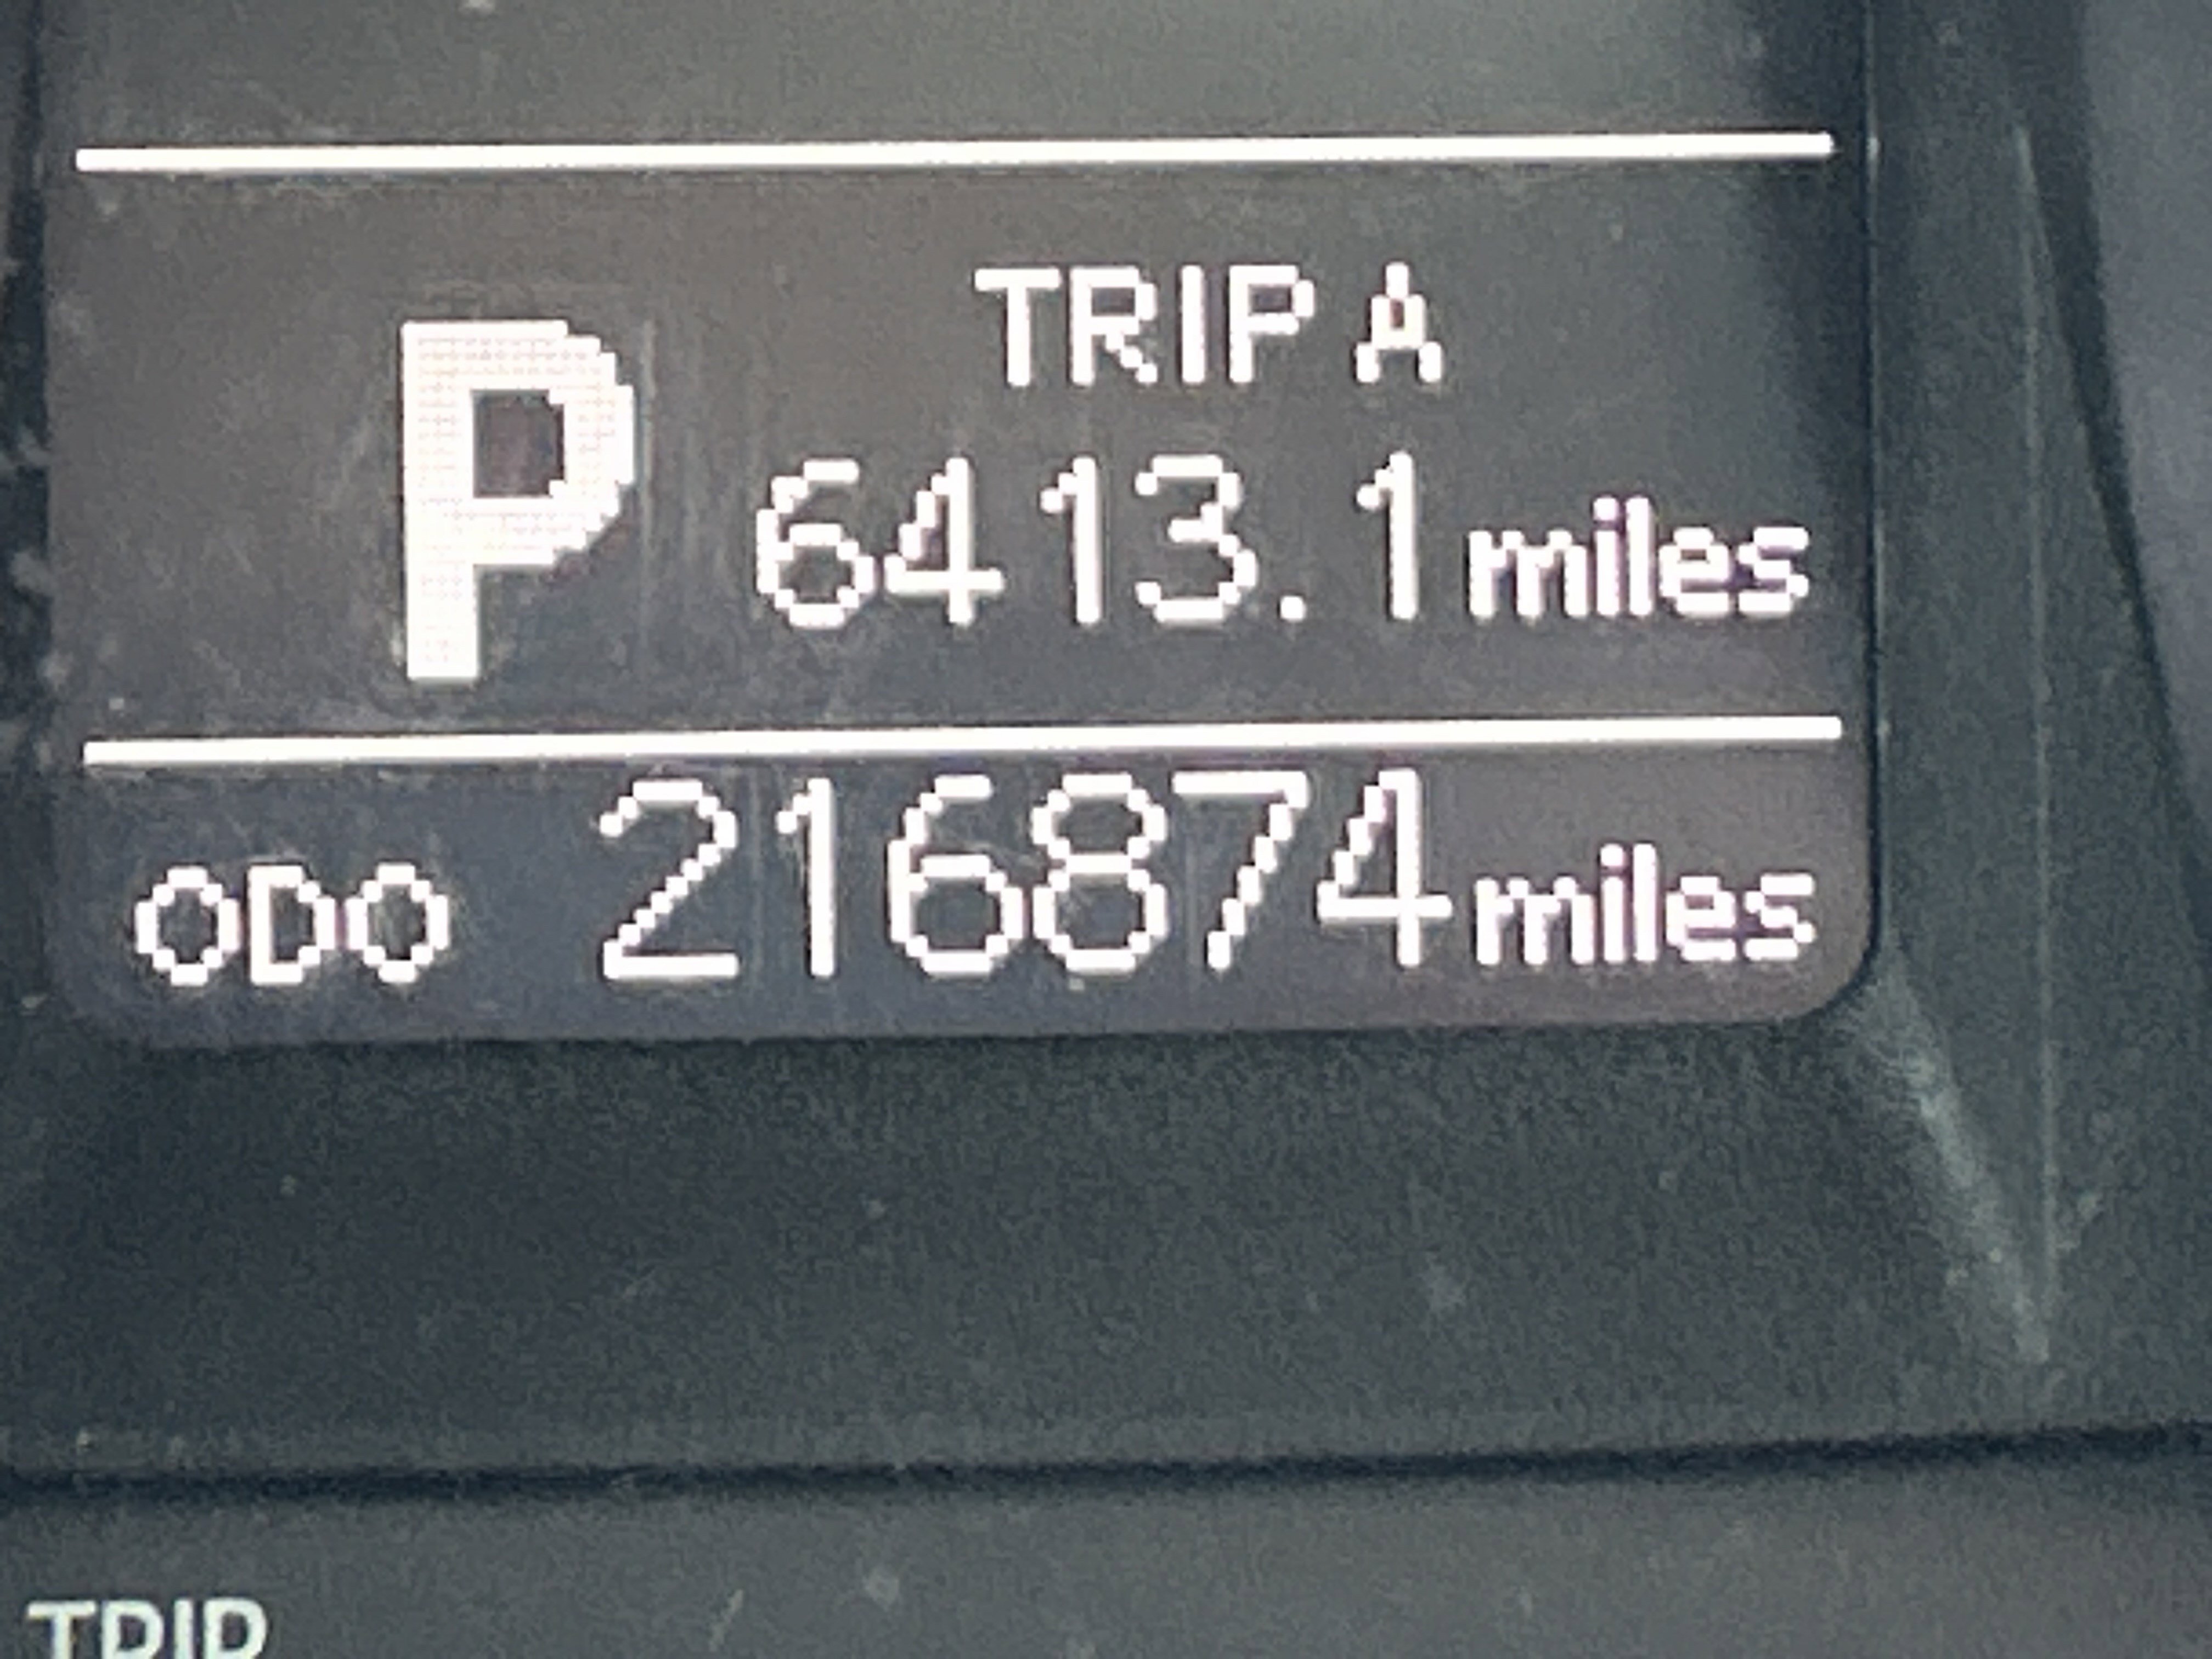 TRIP A
P 6413.1 miles
ODO 216874 miles
TRIP